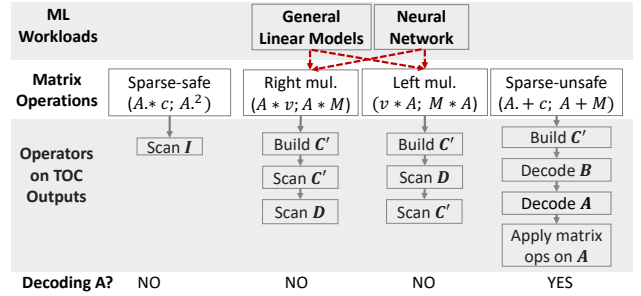 ML
Workloads
General
Linear Models
Neural
Network
Matrix
Operations
Sparse-safe
(A.∗ c; A.²)
Right mul.
(A ∗ v; A ∗ M)
Left mul.
(v ∗ A; M ∗ A)
Sparse-unsafe
(A.+ c; A + M)
Operators
on TOC
Outputs
Scan I
Build C′
Scan C′
Scan D
Build C′
Scan D
Scan C′
Build C′
Decode B
Decode A
Apply matrix
ops on A
Decoding A?
NO
NO
NO
YES